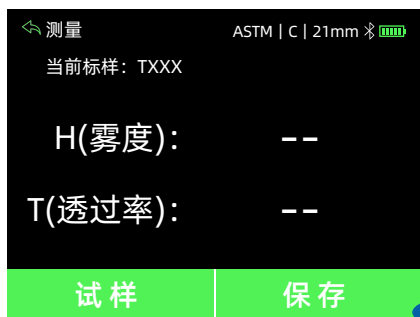 测量 ASTM | C | 21mm
当前标样：TXXX
H(雾度)： --
T(透过率)： --
试样 保存